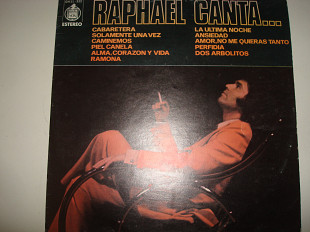 RAPHAEL CANTA...
ESTEREO
CABARETERA
SOLAMENTE UNA VEZ
CAMINEMOS
PIEL CANELA
ALMA, CORAZON Y VIDA
RAMONA
LA ULTIMA NOCHE
ANSIEDAD
AMOR, NO ME QUERAS TANTO
PERFIDIA
DOS ARBOLITOS